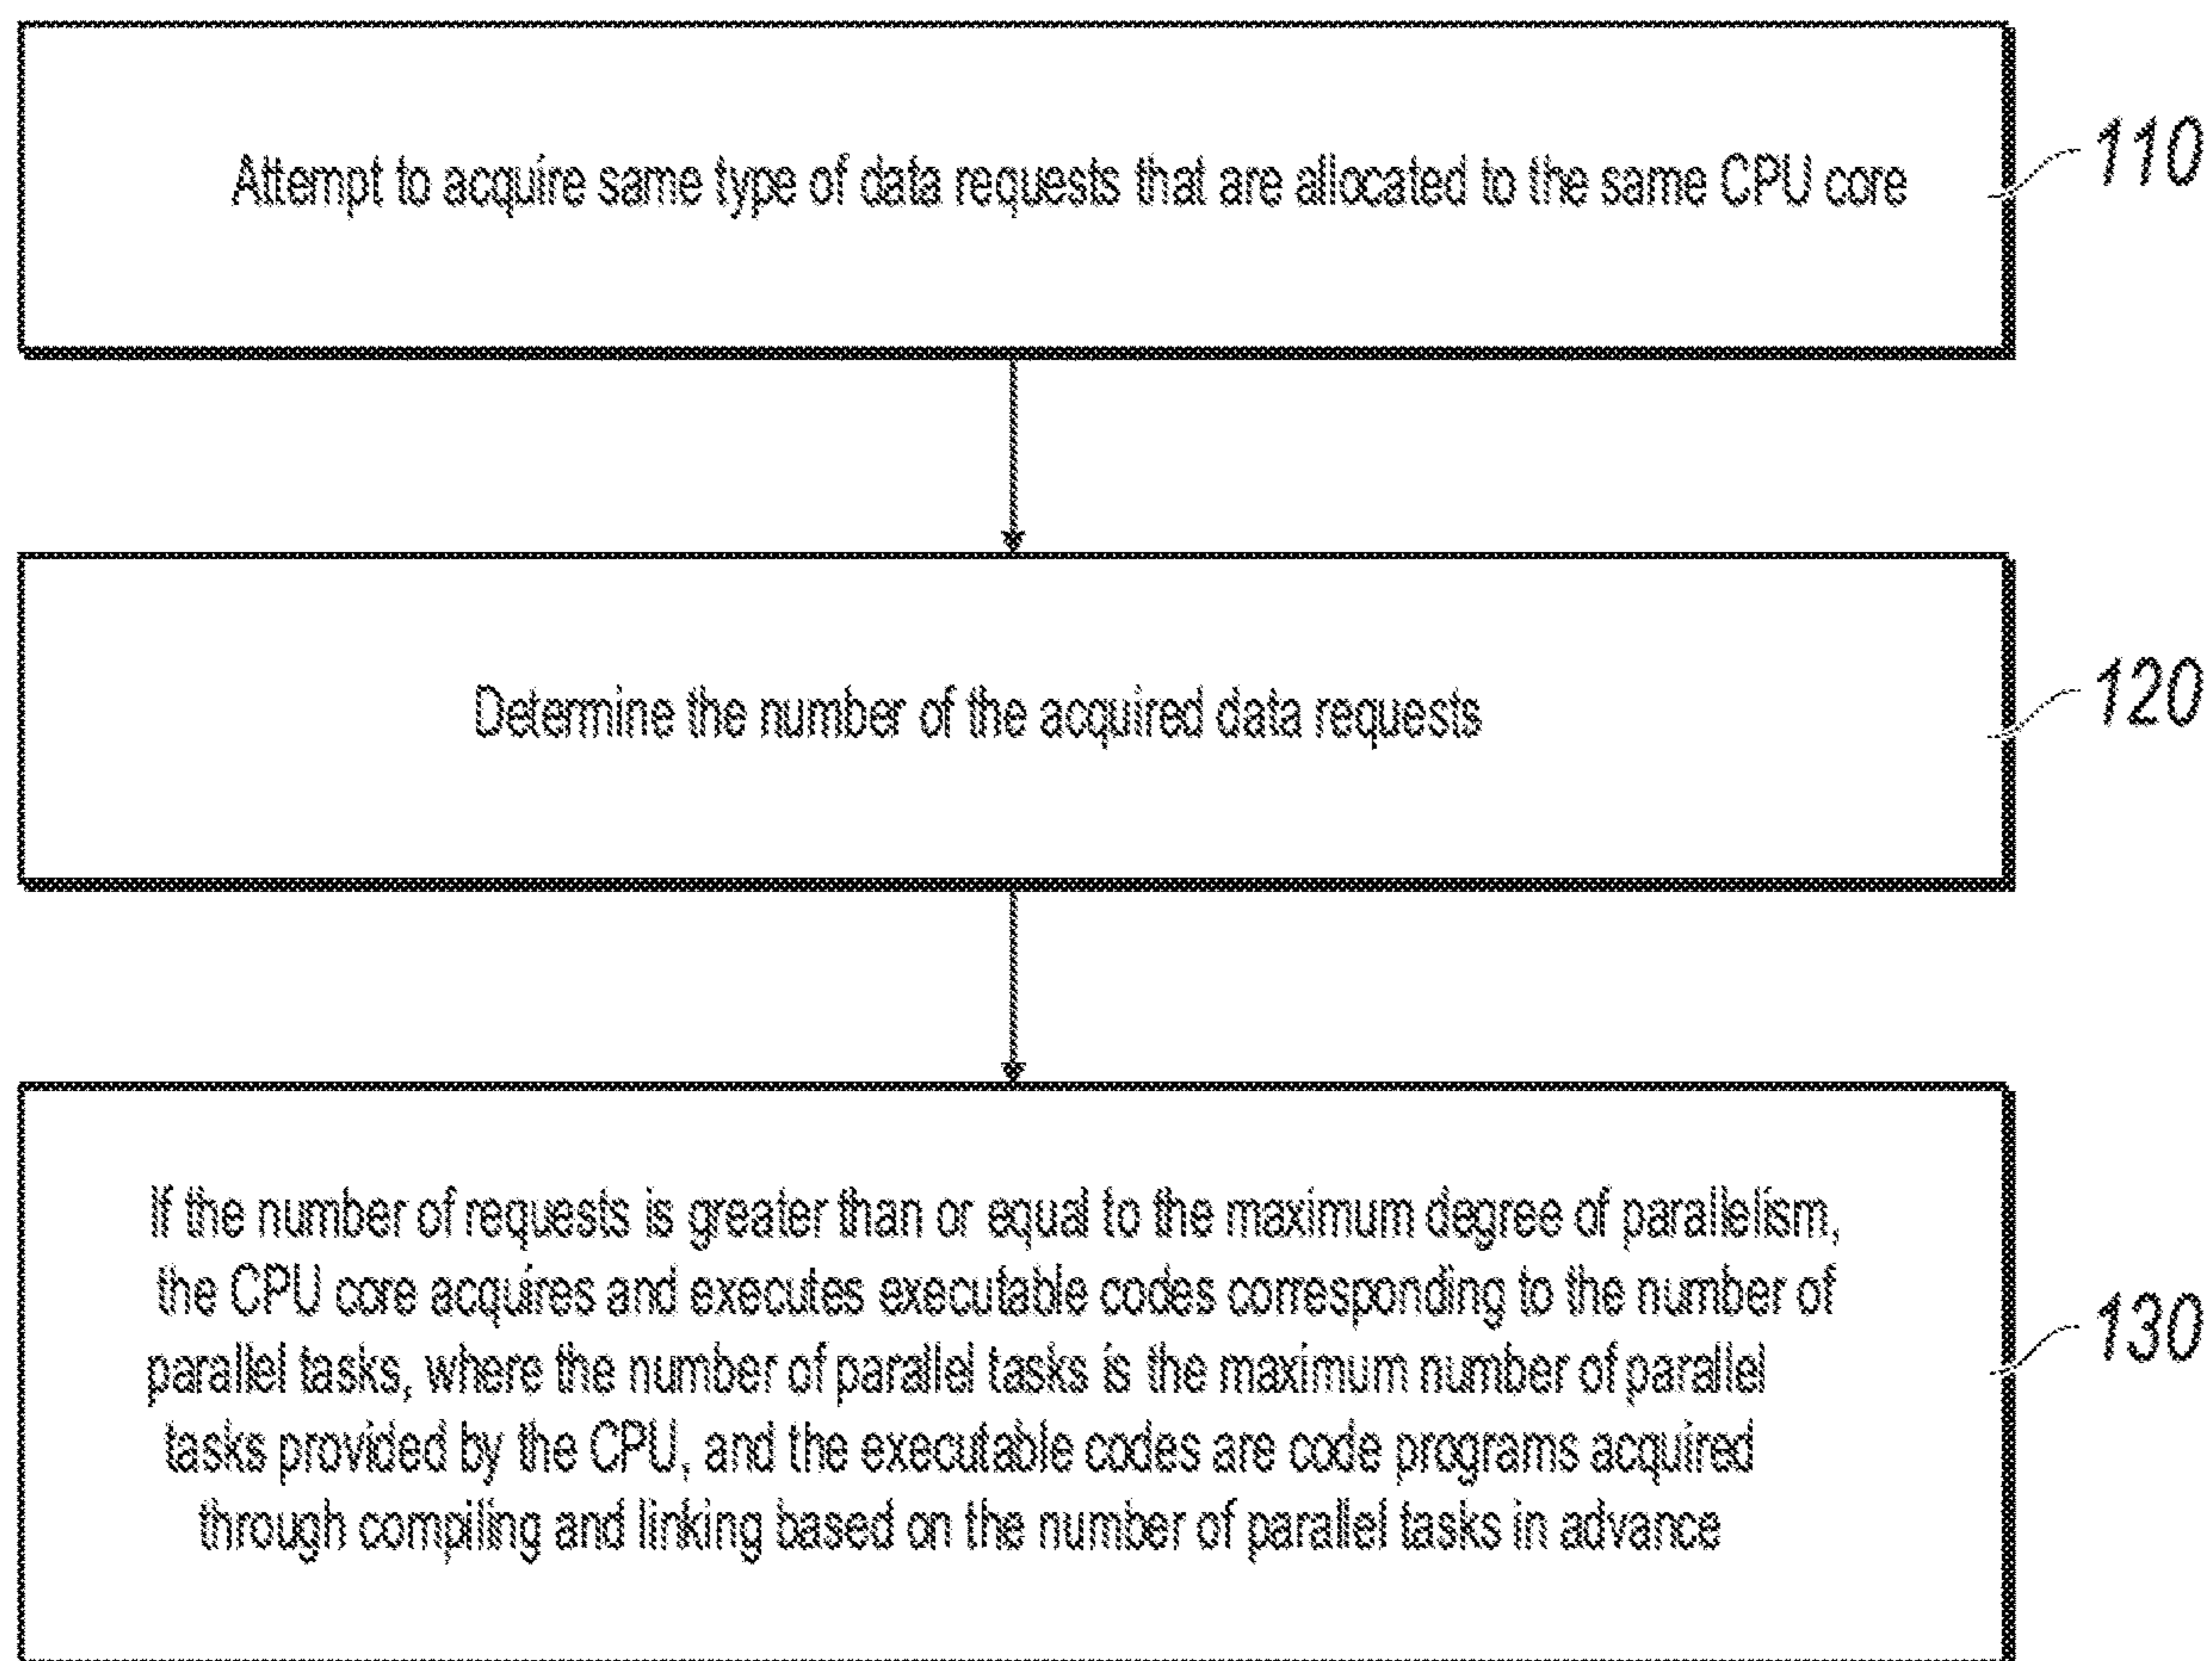 Attempt to acquire same type of data requests that are allocated to the same CPU core
110
Determine the number of the acquired data requests
120
If the number of requests is greater than or equal to the maximum degree of parallelism,
the CPU core acquires and executes executable codes corresponding to the number of
parallel tasks, where the number of parallel tasks is the maximum number of parallel
tasks provided by the CPU, and the executable codes are code programs acquired
through compiling and linking based on the number of parallel tasks in advance
130